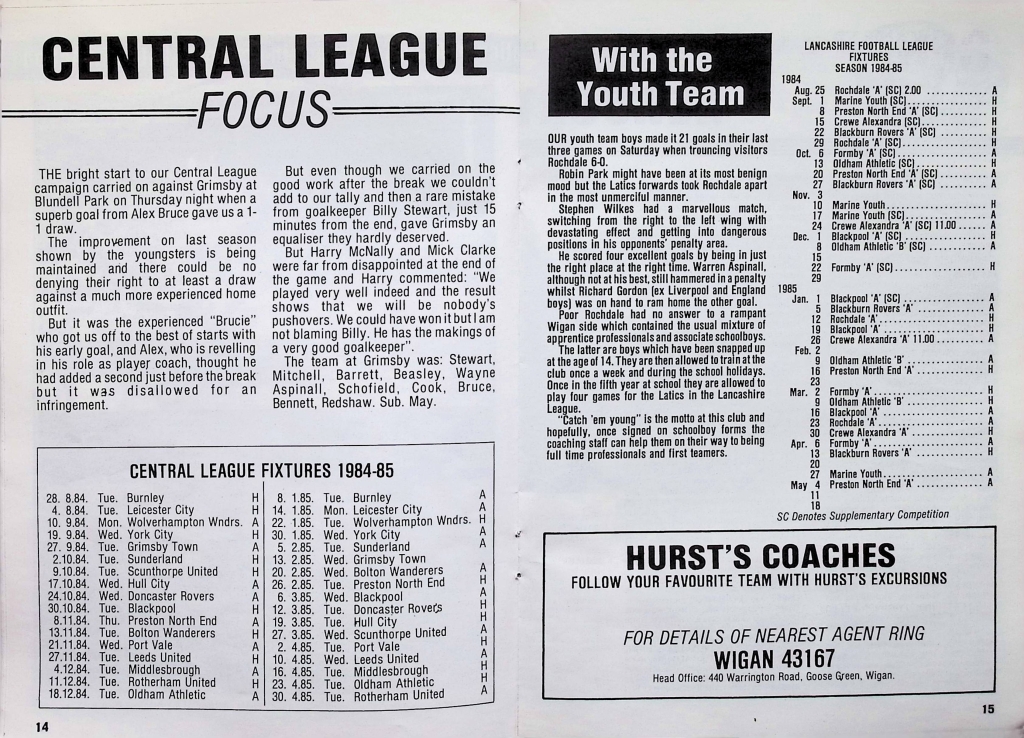 CENTRAL LEAGUE
FOCUS
THE bright start to our Central League
campaign carried on against Grimsby at
Blundell Park on Thursday night when a
superb goal from Alex Bruce gave us a 1-
1 draw.
The improvement on last season
shown by the youngsters is being
maintained and there could be no
denying their right to at least a draw
against a much more experienced home
outfit.
But it was the experienced "Brucie"
who got us off to the best of starts with
his early goal, and Alex, who is revelling
in his role as player coach, thought he
had added a second just before the break
but it was disallowed for an
infringement.
But even though we carried on the
good work after the break we couldn't
add to our tally and then a rare mistake
from goalkeeper Billy Stewart, just 15
minutes from the end, gave Grimsby an
equaliser they hardly deserved.
But Harry McNally and Mick Clarke
were far from disappointed at the end of
the game and Harry commented: "We
played very well indeed and the result
shows that we will be nobody's
pushovers. We could have won it but I am
not blaming Billy. He has the makings of
a very good goalkeeper".
The team at Grimsby was: Stewart,
Mitchell, Barrett, Beasley, Wayne
Aspinall, Schofield, Cook, Bruce,
Bennett, Redshaw. Sub. May.
CENTRAL LEAGUE FIXTURES 1984-85
28. 8.84. Tue. Burnley H
4. 8.84. Tue. Leicester City H
10. 9.84. Mon. Wolverhampton Wndrs. A
19. 9.84. Wed. York City H
27. 9.84. Tue. Grimsby Town A
2.10.84. Tue. Sunderland H
9.10.84. Tue. Scunthorpe United H
17.10.84. Wed. Hull City A
24.10.84. Wed. Doncaster Rovers A
30.10.84. Tue. Blackpool H
8.11.84. Thu. Preston North End A
13.11.84. Tue. Bolton Wanderers H
21.11.84. Wed. Port Vale A
27.11.84. Tue. Leeds United H
4.12.84. Tue. Middlesbrough A
11.12.84. Tue. Rotherham United H
18.12.84. Tue. Oldham Athletic A
8. 1.85. Tue. Burnley A
14. 1.85. Mon. Leicester City A
22. 1.85. Tue. Wolverhampton Wndrs. H
30. 1.85. Wed. York City A
5. 2.85. Tue. Sunderland A
13. 2.85. Wed. Grimsby Town
20. 2.85. Wed. Bolton Wanderers A
26. 2.85. Tue. Preston North End H
6. 3.85. Wed. Blackpool A
12. 3.85. Tue. Doncaster Rovers H
19. 3.85. Tue. Hull City H
27. 3.85. Wed. Scunthorpe United A
2. 4.85. Tue. Port Vale H
10. 4.85. Wed. Leeds United A
16. 4.85. Tue. Middlesbrough H
23. 4.85. Tue. Oldham Athletic H
30. 4.85. Tue. Rotherham United A
14
With the
Youth Team
OUR youth team boys made it 21 goals in their last
three games on Saturday when trouncing visitors
Rochdale 6-0.
Robin Park might have been at its most benign
mood but the Latics forwards took Rochdale apart
in the most unmerciful manner.
Stephen Wilkes had a marvellous match,
switching from the right to the left wing with
devastating effect and getting into dangerous
positions in his opponents' penalty area.
He scored four excellent goals by being in just
the right place at the right time. Warren Aspinall,
although not at his best, still hammered in a penalty
whilst Richard Gordon (ex Liverpool and England
boys) was on hand to ram home the other goal.
Poor Rochdale had no answer to a rampant
Wigan side which contained the usual mixture of
apprentice professionals and associate schoolboys.
The latter are boys which have been snapped up
at the age of 14. They are then allowed to train at the
club once a week and during the school holidays.
Once in the fifth year at school they are allowed to
play four games for the Latics in the Lancashire
League.
"Catch 'em young" is the motto at this club and
hopefully, once signed on schoolboy forms the
coaching staff can help them on their way to being
full time professionals and first teamers.
LANCASHIRE FOOTBALL LEAGUE
FIXTURES
SEASON 1984-85
1984
Aug. 25 Rochdale 'A' (SC) 2.00 ............ A
Sept. 1 Marine Youth (SC)................ H
8 Preston North End 'A' (SC).......... H
15 Crewe Alexandra (SC).............. H
22 Blackburn Rovers 'A' (SC) .......... H
29 Rochdale 'A' (SC)................. H
Oct. 6 Formby 'A' (SC).................. A
13 Oldham Athletic (SC) .............. H
20 Preston North End 'A' (SC).......... A
27 Blackburn Rovers 'A' (SC) .......... A
Nov. 3
10 Marine Youth..................... H
17 Marine Youth (SC)................ A
24 Crewe Alexandra 'A' (SC) 11.00 ...... A
Dec. 1 Blackpool 'A' (SC)................. H
8 Oldham Athletic 'B' (SC)............ A
15
22 Formby 'A' (SC).................. H
29
1985
Jan. 1 Blackpool 'A' (SC)................. A
5 Blackburn Rovers 'A' .............. A
12 Rochdale 'A'..................... H
19 Blackpool 'A' .................... H
26 Crewe Alexandra 'A' 11.00 .......... A
Feb. 2
9 Oldham Athletic 'B'................ A
16 Preston North End 'A'.............. H
23
Mar. 2 Formby 'A'...................... H
9 Oldham Athletic 'B'................ H
16 Blackpool 'A'.................... A
23 Rochdale 'A'..................... A
30 Crewe Alexandra 'A'............... H
Apr. 6 Formby 'A'...................... A
13 Blackburn Rovers 'A'.............. H
20
27 Marine Youth..................... A
May 4 Preston North End 'A'.............. A
11
18
SC Denotes Supplementary Competition
HURST'S COACHES
FOLLOW YOUR FAVOURITE TEAM WITH HURST'S EXCURSIONS
FOR DETAILS OF NEAREST AGENT RING
WIGAN 43167
Head Office: 440 Warrington Road, Goose Green, Wigan.
15